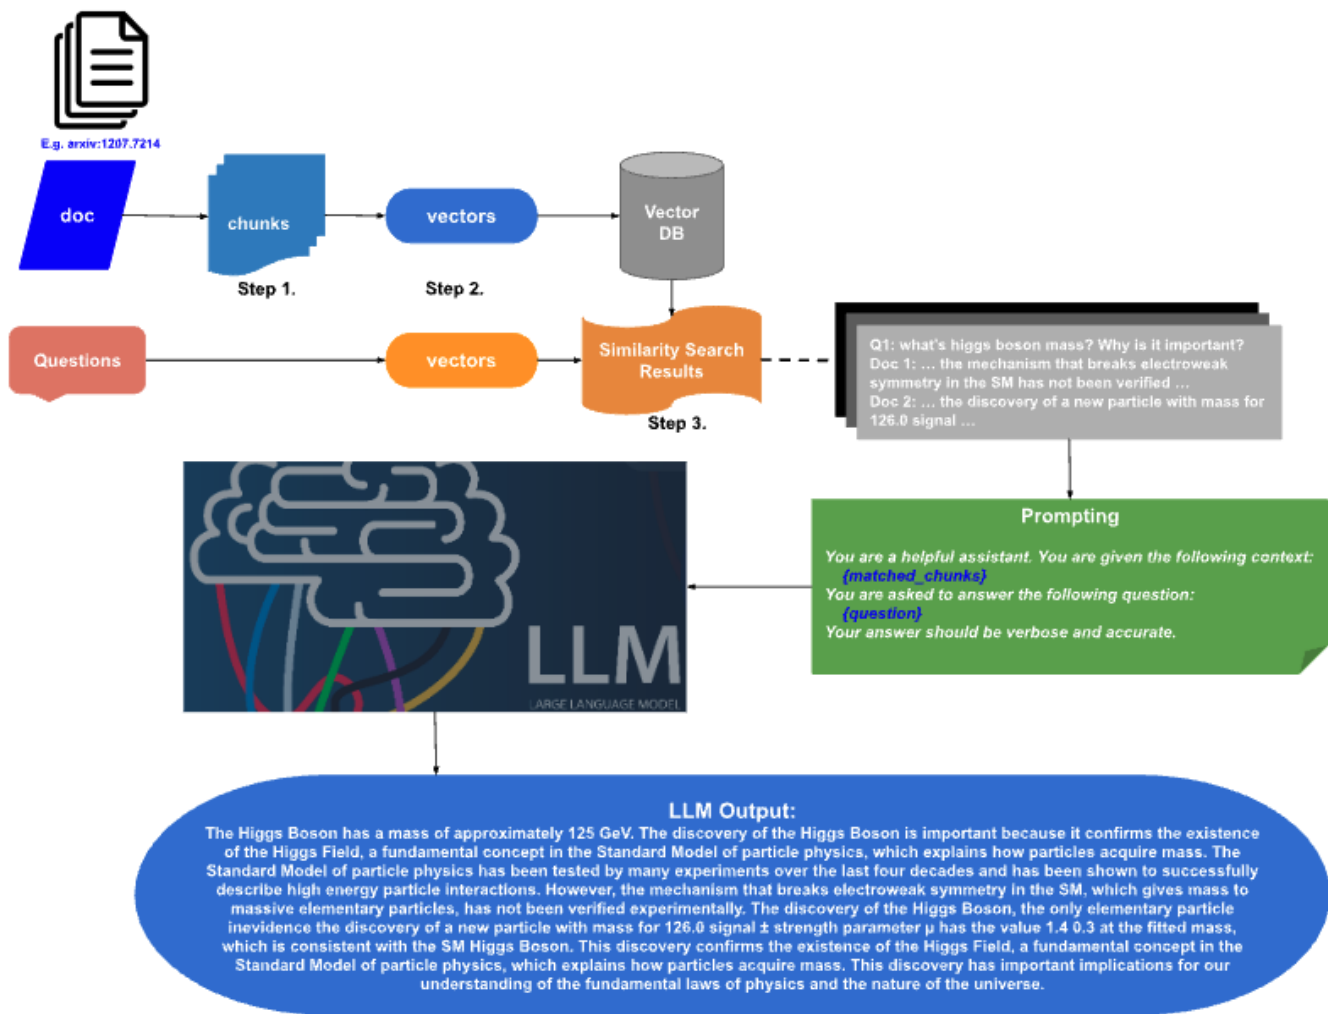 E.g. arxiv:1207.7214
doc
chunks
vectors
Vector
DB
Step 1.
Step 2.
Questions
vectors
Similarity Search
Results
Step 3.
Q1: what's higgs boson mass? Why is it important?
Doc 1: ... the mechanism that breaks electroweak
symmetry in the SM has not been verified ...
Doc 2: ... the discovery of a new particle with mass for
126.0 signal ...
Prompting
You are a helpful assistant. You are given the following context:
{matched_chunks}
You are asked to answer the following question:
{question}
Your answer should be verbose and accurate.
LLM
LARGE LANGUAGE MODEL
LLM Output:
The Higgs Boson has a mass of approximately 125 GeV. The discovery of the Higgs Boson is important because it confirms the existence
of the Higgs Field, a fundamental concept in the Standard Model of particle physics, which explains how particles acquire mass. The
Standard Model of particle physics has been tested by many experiments over the last four decades and has been shown to successfully
describe high energy particle interactions. However, the mechanism that breaks electroweak symmetry in the SM, which gives mass to
massive elementary particles, has not been verified experimentally. The discovery of the Higgs Boson, the only elementary particle
inevidence the discovery of a new particle with mass for 126.0 signal ± strength parameter μ has the value 1.4 0.3 at the fitted mass,
which is consistent with the SM Higgs Boson. This discovery confirms the existence of the Higgs Field, a fundamental concept in the
Standard Model of particle physics, which explains how particles acquire mass. This discovery has important implications for our
understanding of the fundamental laws of physics and the nature of the universe.